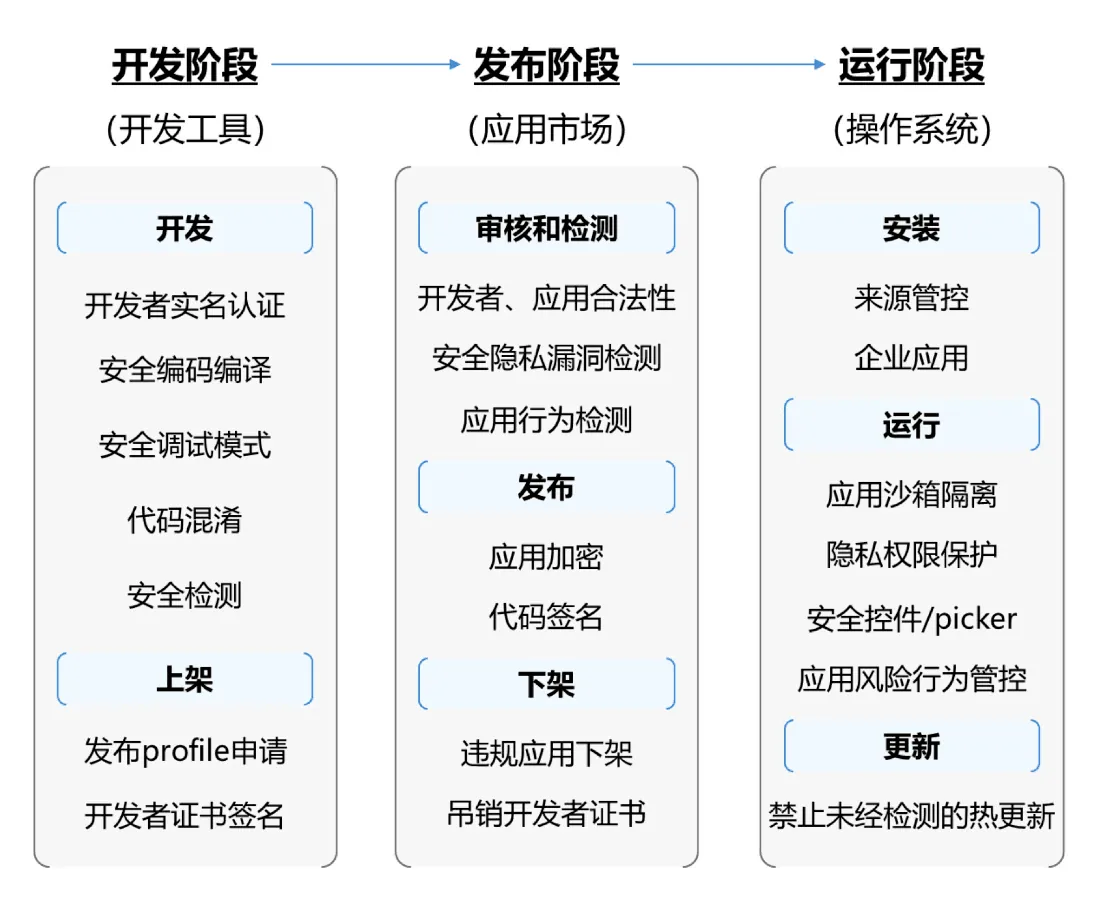 开发阶段
(开发工具)
开发
开发者实名认证
安全编码编译
安全调试模式
代码混淆
安全检测
上架
发布profile申请
开发者证书签名
发布阶段
(应用市场)
审核和检测
开发者、应用合法性
安全隐私漏洞检测
应用行为检测
发布
应用加密
代码签名
下架
违规应用下架
吊销开发者证书
运行阶段
(操作系统)
安装
来源管控
企业应用
运行
应用沙箱隔离
隐私权限保护
安全控件/picker
应用风险行为管控
更新
禁止未经检测的热更新